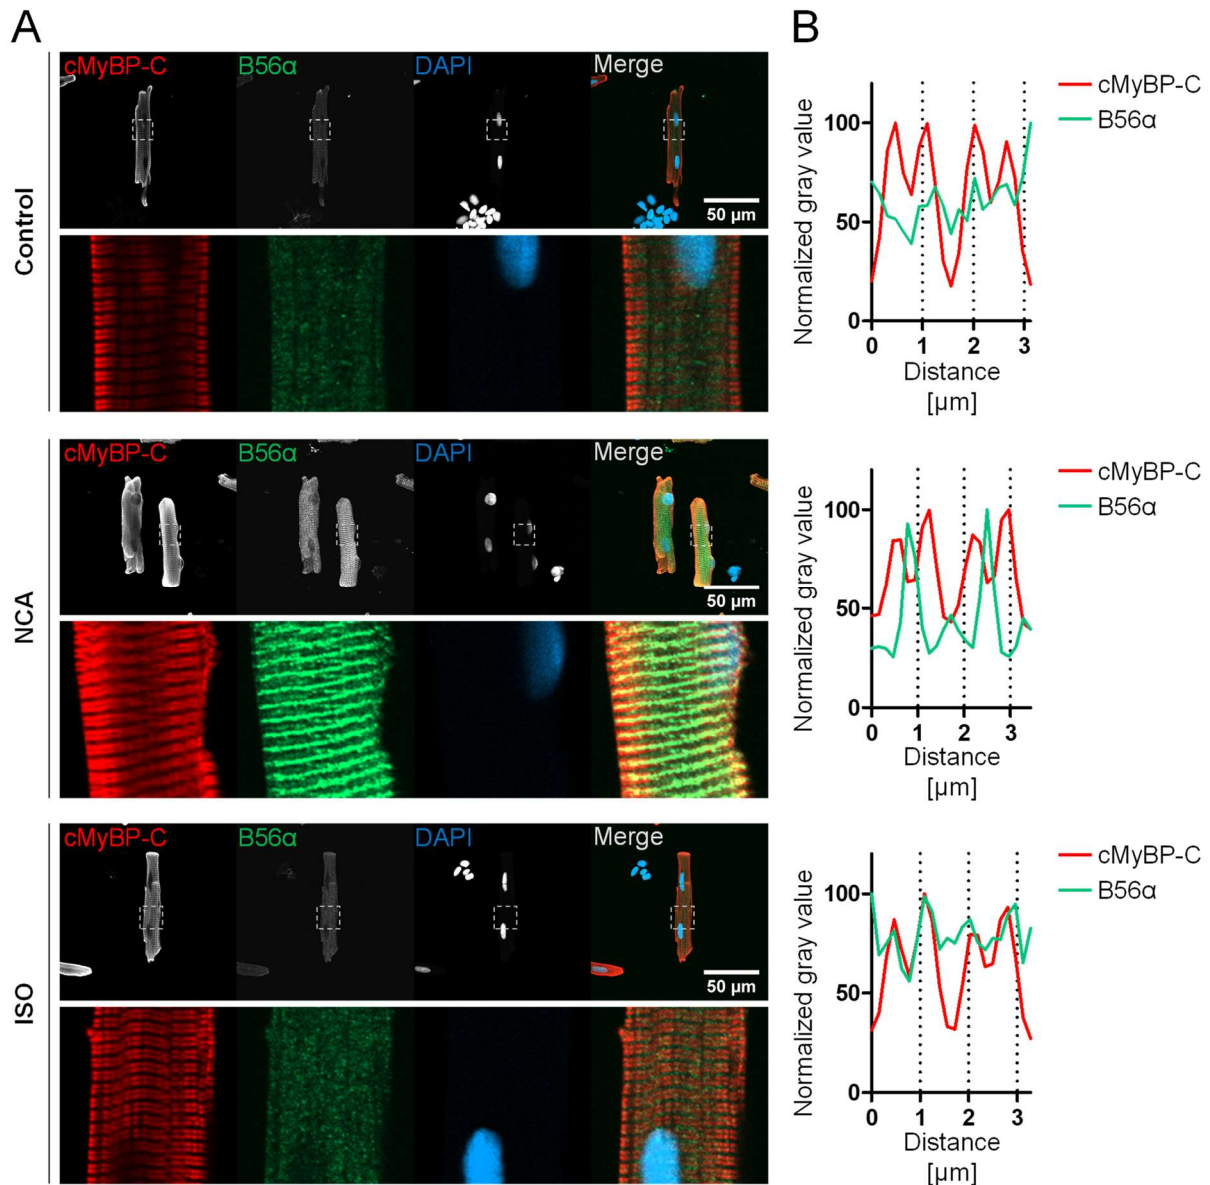 A
B
Control
cMyBP-C B56α DAPI Merge
50 µm
Normalized gray value
100
50
0
0 1 2 3
Distance
[µm]
cMyBP-C
B56α
NCA
cMyBP-C B56α DAPI Merge
50 µm
Normalized gray value
100
50
0
0 1 2 3
Distance
[µm]
cMyBP-C
B56α
ISO
cMyBP-C B56α DAPI Merge
50 µm
Normalized gray value
100
50
0
0 1 2 3
Distance
[µm]
cMyBP-C
B56α